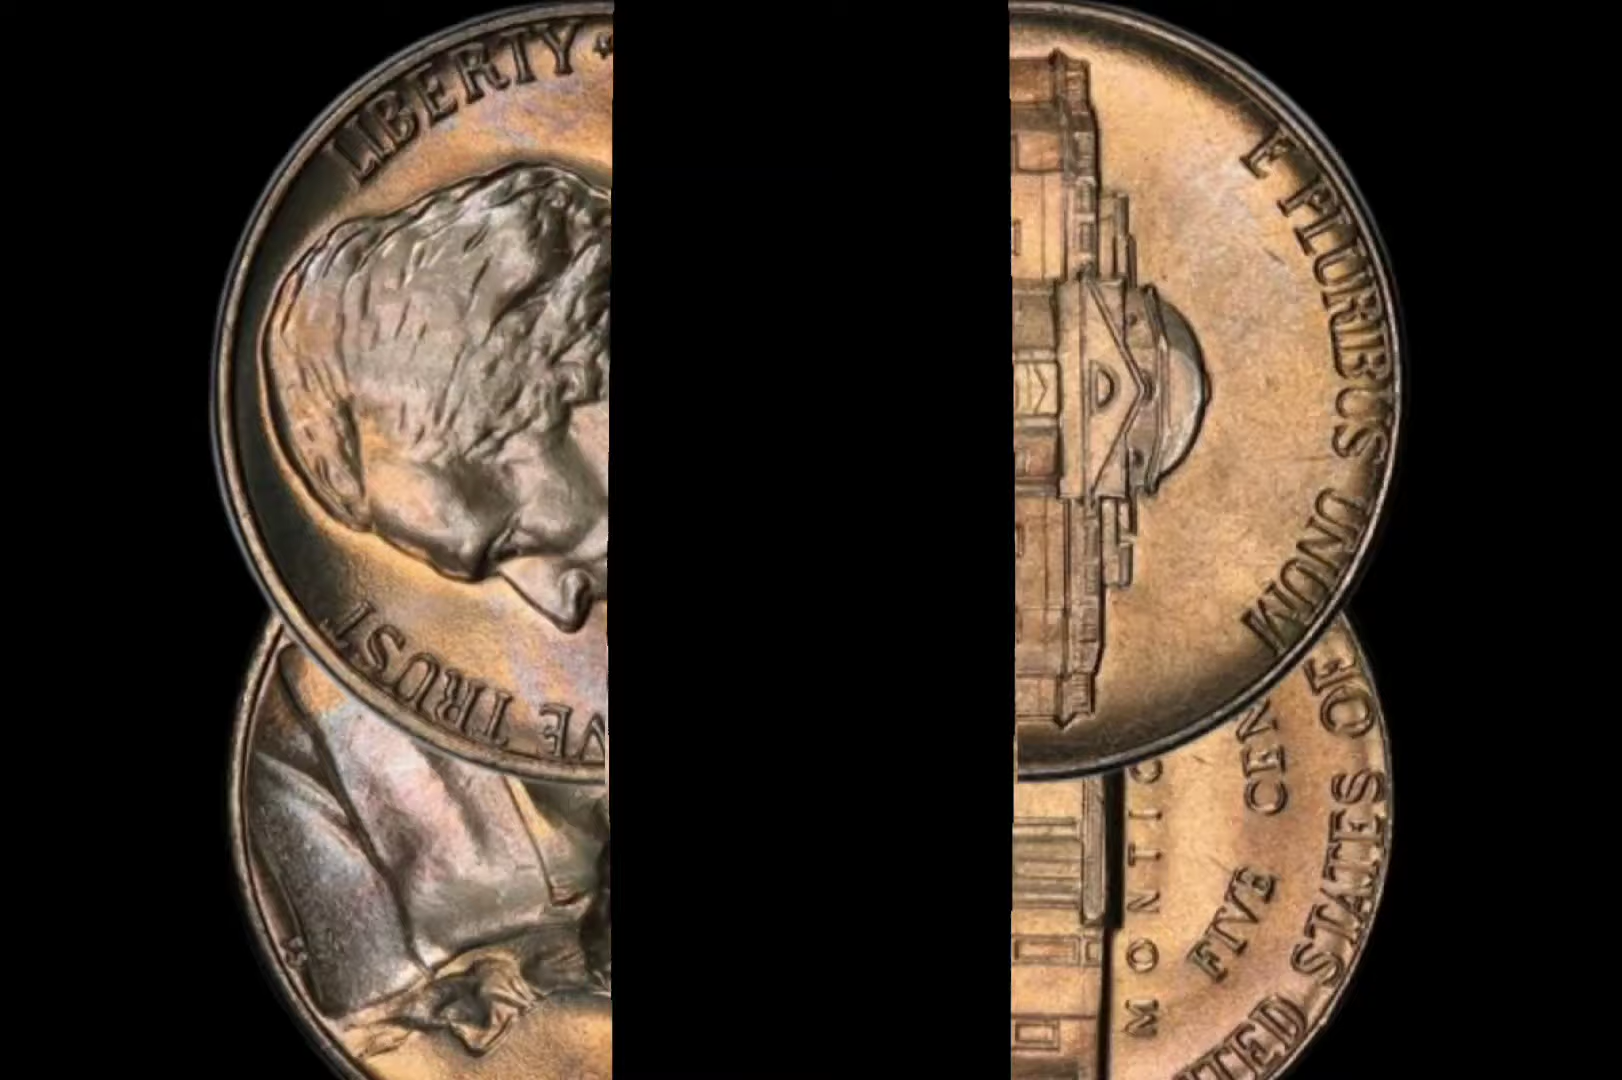 LIBERTY
VE TRUST
E PLURIBUS UNUM
MONTIC
FIVE CEN
TED STATES OF